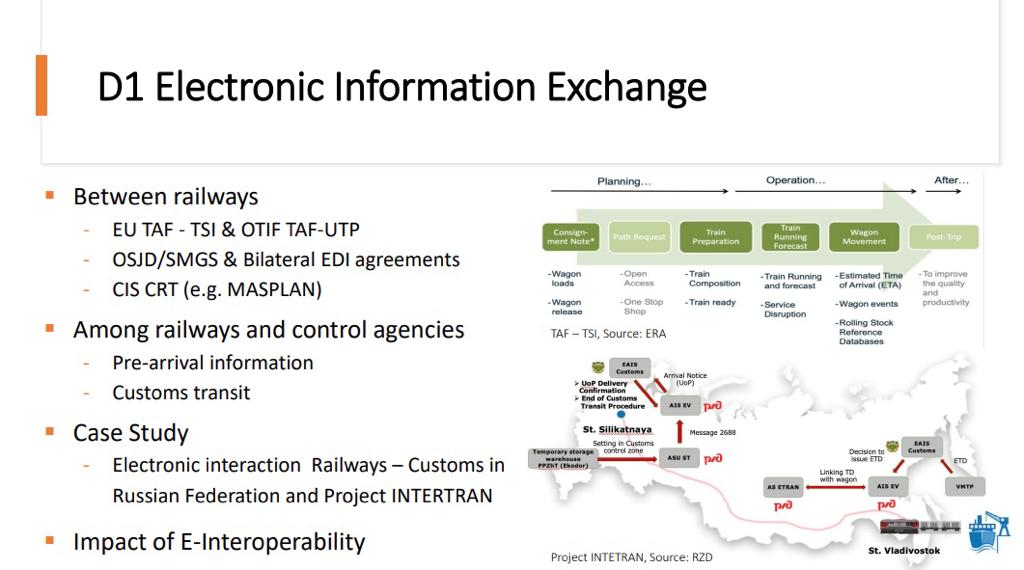 D1 Electronic Information Exchange
Between railways
- EU TAF - TSI & OTIF TAF-UTP
- OSJD/SMGS & Bilateral EDI agreements
- CIS CRT (e.g. MASPLAN)
Among railways and control agencies
- Pre-arrival information
- Customs transit
Case Study
- Electronic interaction Railways – Customs in
Russian Federation and Project INTERTRAN
Impact of E-Interoperability
Planning...
Operation...
After...
Consign-
ment Note*
Path Request
Train
Preparation
Train
Running
Forecast
Wagon
Movement
Post-Trip
-Wagon
loads
-Wagon
release
-Open
Access
-One Stop
Shop
-Train
Composition
-Train ready
-Train Running
and forecast
-Service
Disruption
-Estimated Time
of Arrival (ETA)
-Wagon events
-Rolling Stock
Reference
Databases
-To improve
the quality
and
productivity
TAF – TSI, Source: ERA
EAIS
Customs
Arrival Notice
(UoP)
➢ UoP Delivery
Confirmation
➢ End of Customs
Transit Procedure
AIS EV
ржд
St. Silikatnaya
Message 2688
Setting in Customs
control zone
Temporary storage
warehouse
PPZhT (Ekodor)
ASU ST
ржд
Decision to
issue ETD
EAIS
Customs
ETD
Linking TD
with wagon
AS ETRAN
AIS EV
VMTP
ржд
ржд
St. Vladivostok
Project INTETRAN, Source: RZD